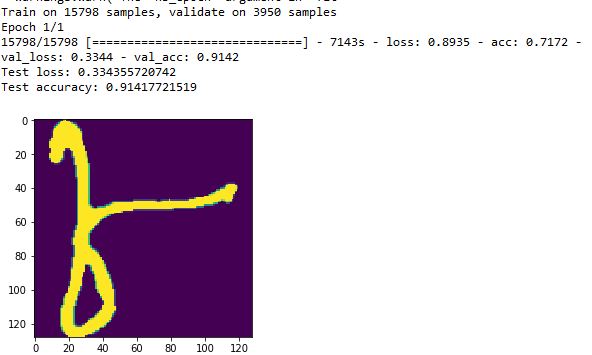 Train on 15798 samples, validate on 3950 samples
Epoch 1/1
15798/15798 [==============================] - 7143s - loss: 0.8935 - acc: 0.7172 -
val_loss: 0.3344 - val_acc: 0.9142
Test loss: 0.334355720742
Test accuracy: 0.91417721519
0
20
40
60
80
100
120
0 20 40 60 80 100 120